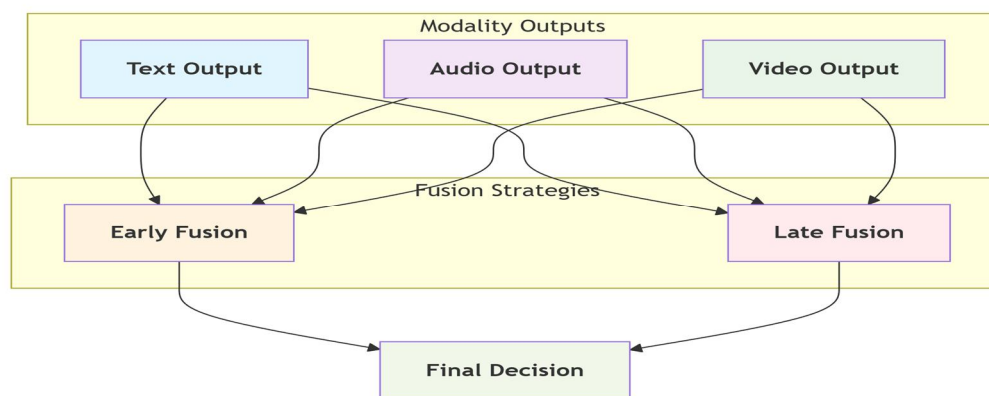 Modality Outputs
Text Output
Audio Output
Video Output
Fusion Strategies
Early Fusion
Late Fusion
Final Decision